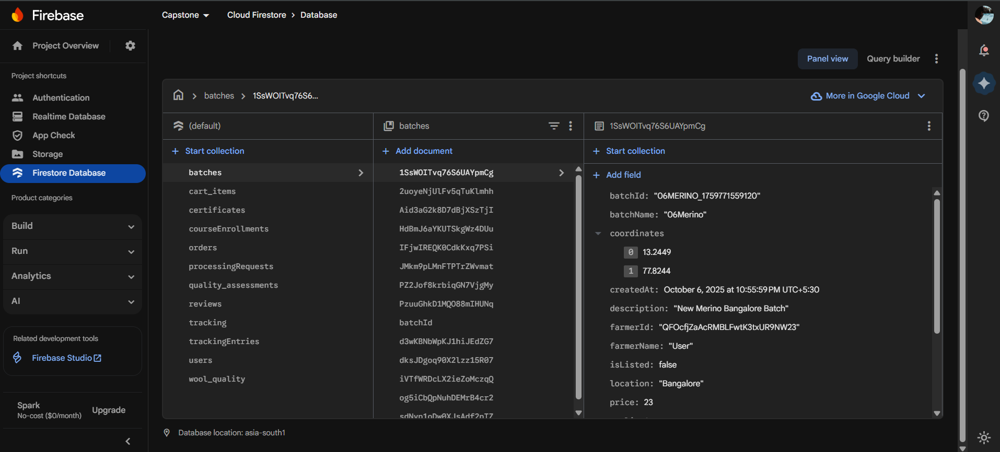 Firebase
Capstone
Cloud Firestore > Database
Project Overview
Project shortcuts
Authentication
Realtime Database
App Check
Storage
Firestore Database
Product categories
Build
Run
Analytics
AI
Related development tools
Firebase Studio
Spark
No-cost ($0/month)
Upgrade
Panel view
Query builder
batches > 1SsWOITvq76S6...
More in Google Cloud
(default)
+ Start collection
batches
cart_items
certificates
courseEnrollments
orders
processingRequests
quality_assessments
reviews
tracking
trackingEntries
users
wool_quality
batches
+ Add document
1SsWOITvq76S6UAYpmCg
2uoyeNjUlFv5qTuKlmhh
Aid3aG2k8D7dBjXSzTjI
HdBmJ6aYKUTSkgWz4DUu
IFjwIREQK0CdkKxq7PSi
JMkm9pLMnFTPTrZWvmat
PZ2Jof8krbiqGN7VjgMy
PzuuGhkD1MQO88mIHUNq
batchId
d3wKBNbWpKJ1hiJEdZG7
dksJDgoq90X2lzz15R07
iVTfWRDcLX2ieZoMczqQ
og5iCbQpNuhDEMrB4cr2
1SsWOITvq76S6UAYpmCg
+ Start collection
+ Add field
batchId: "06MERINO_1759771559120"
batchName: "06Merino"
coordinates
0 13.2449
1 77.8244
createdAt: October 6, 2025 at 10:55:59 PM UTC+5:30
description: "New Merino Bangalore Batch"
farmerId: "QFOcfjZaAcRMBLFwtK3txUR9NW23"
farmerName: "User"
isListed: false
location: "Bangalore"
price: 23
Database location: asia-south1